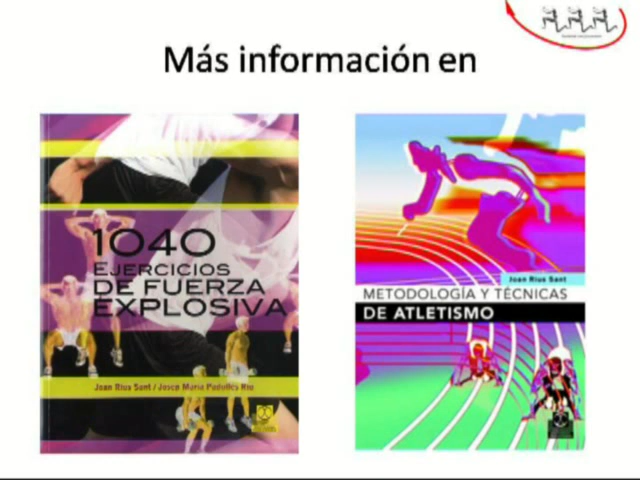 Más información en
1040
EJERCICIOS
DE FUERZA
EXPLOSIVA
Joan Rius Sant / Josep Maria Padullés Riu
Joan Rius Sant
METODOLOGÍA Y TÉCNICAS
DE ATLETISMO